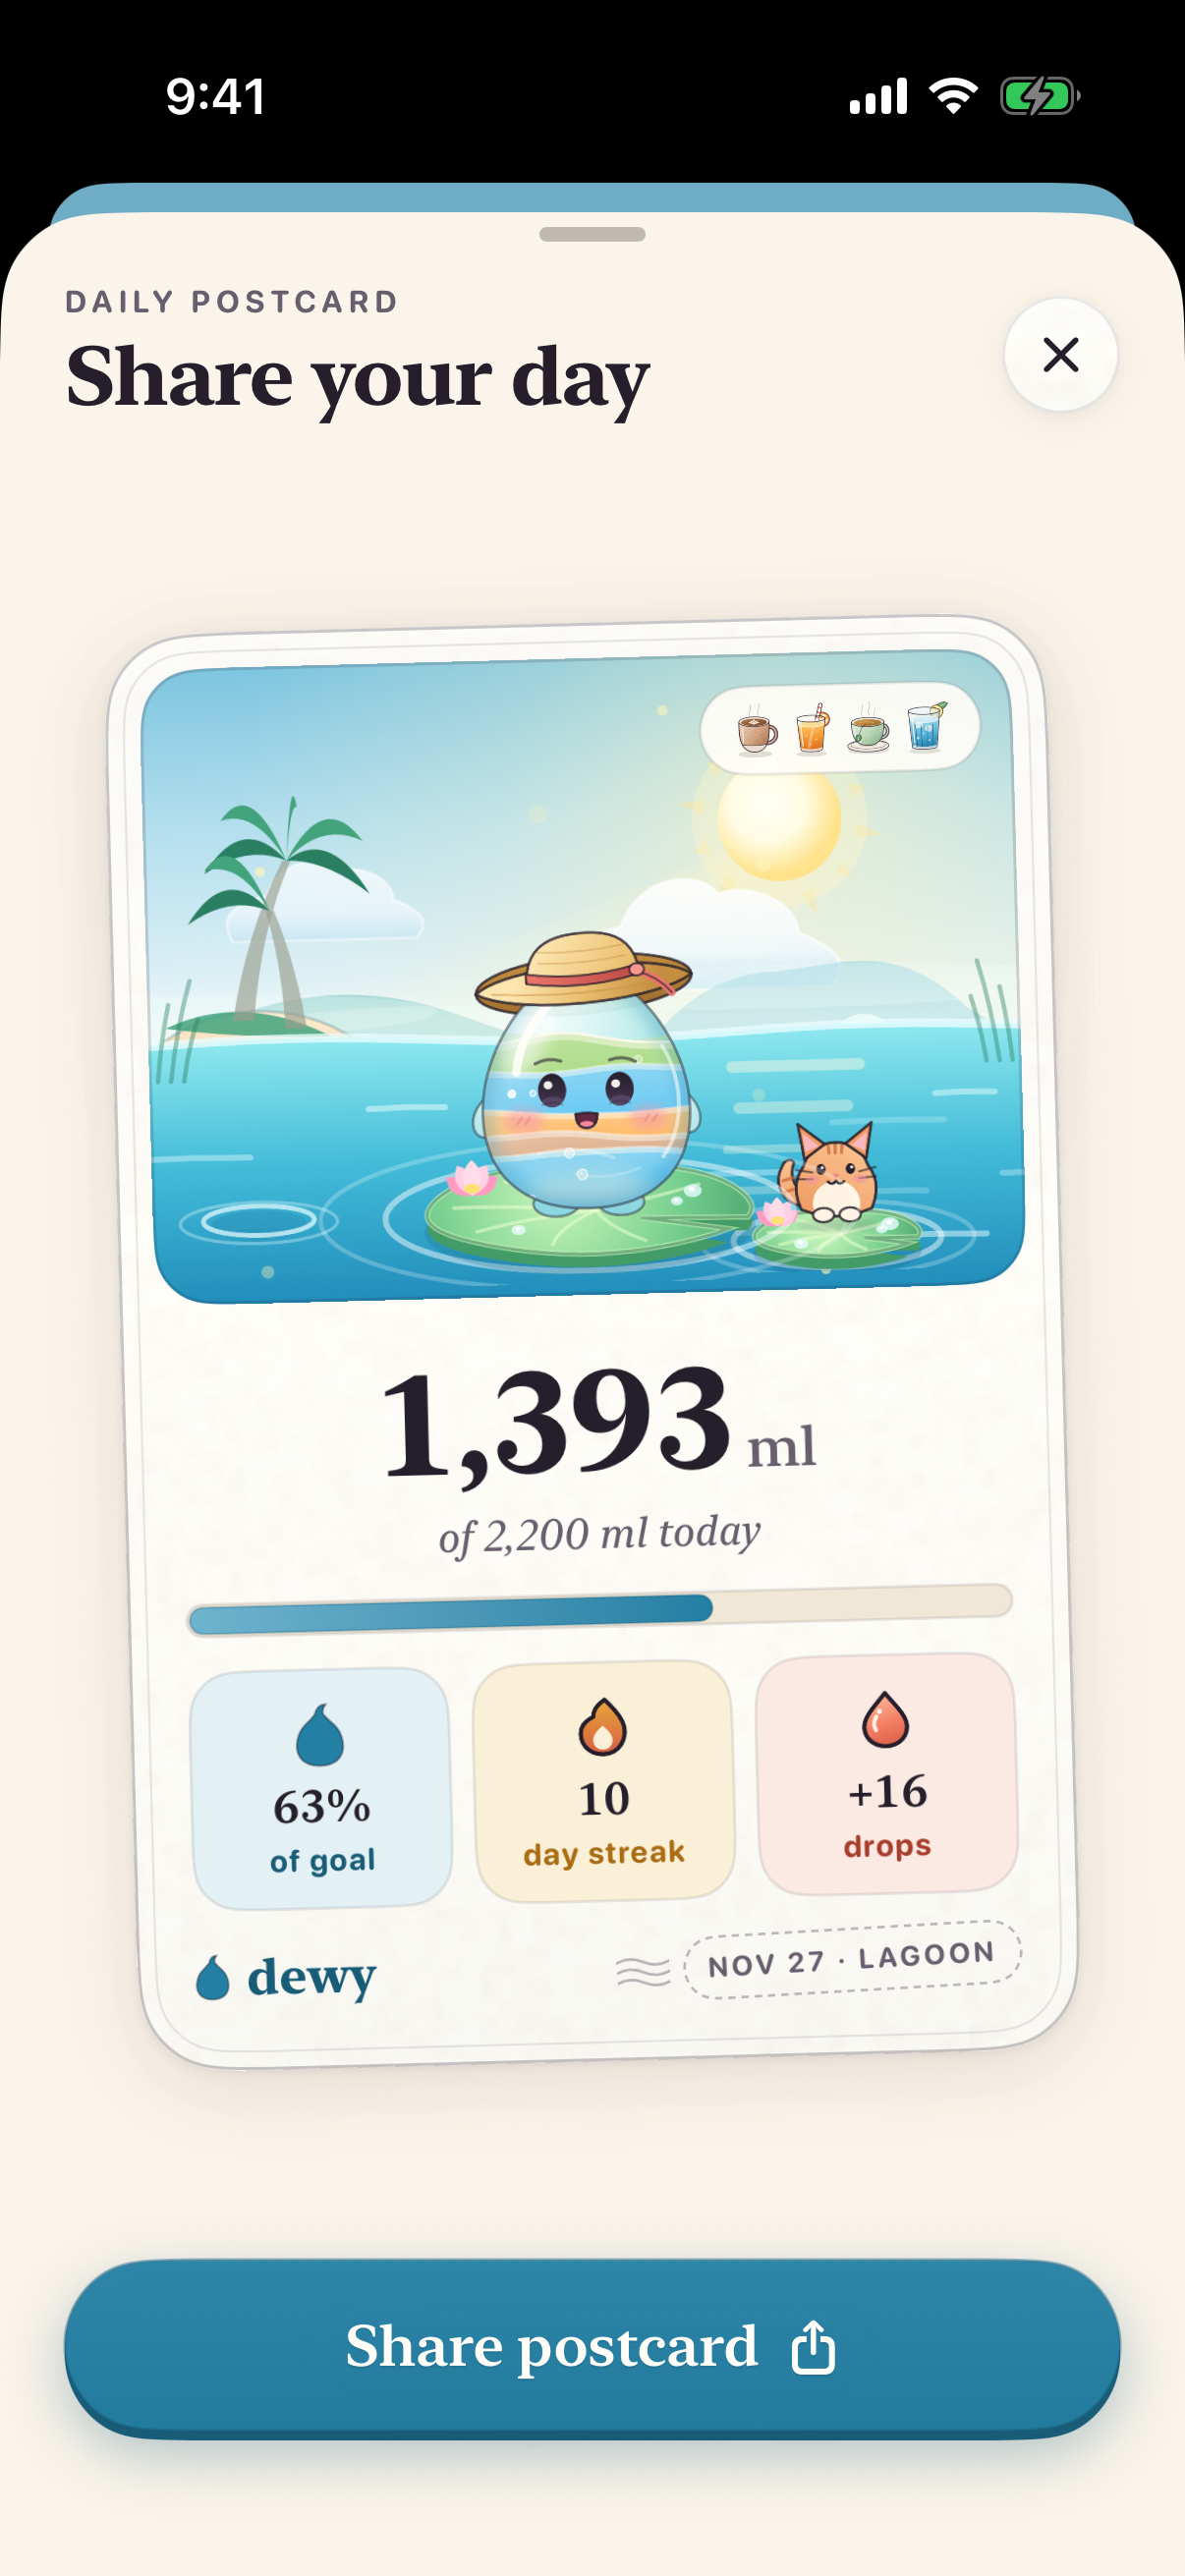 9:41
DAILY POSTCARD
Share your day
1,393 ml
of 2,200 ml today
63%
of goal
10
day streak
+16
drops
dewy
NOV 27 · LAGOON
Share postcard